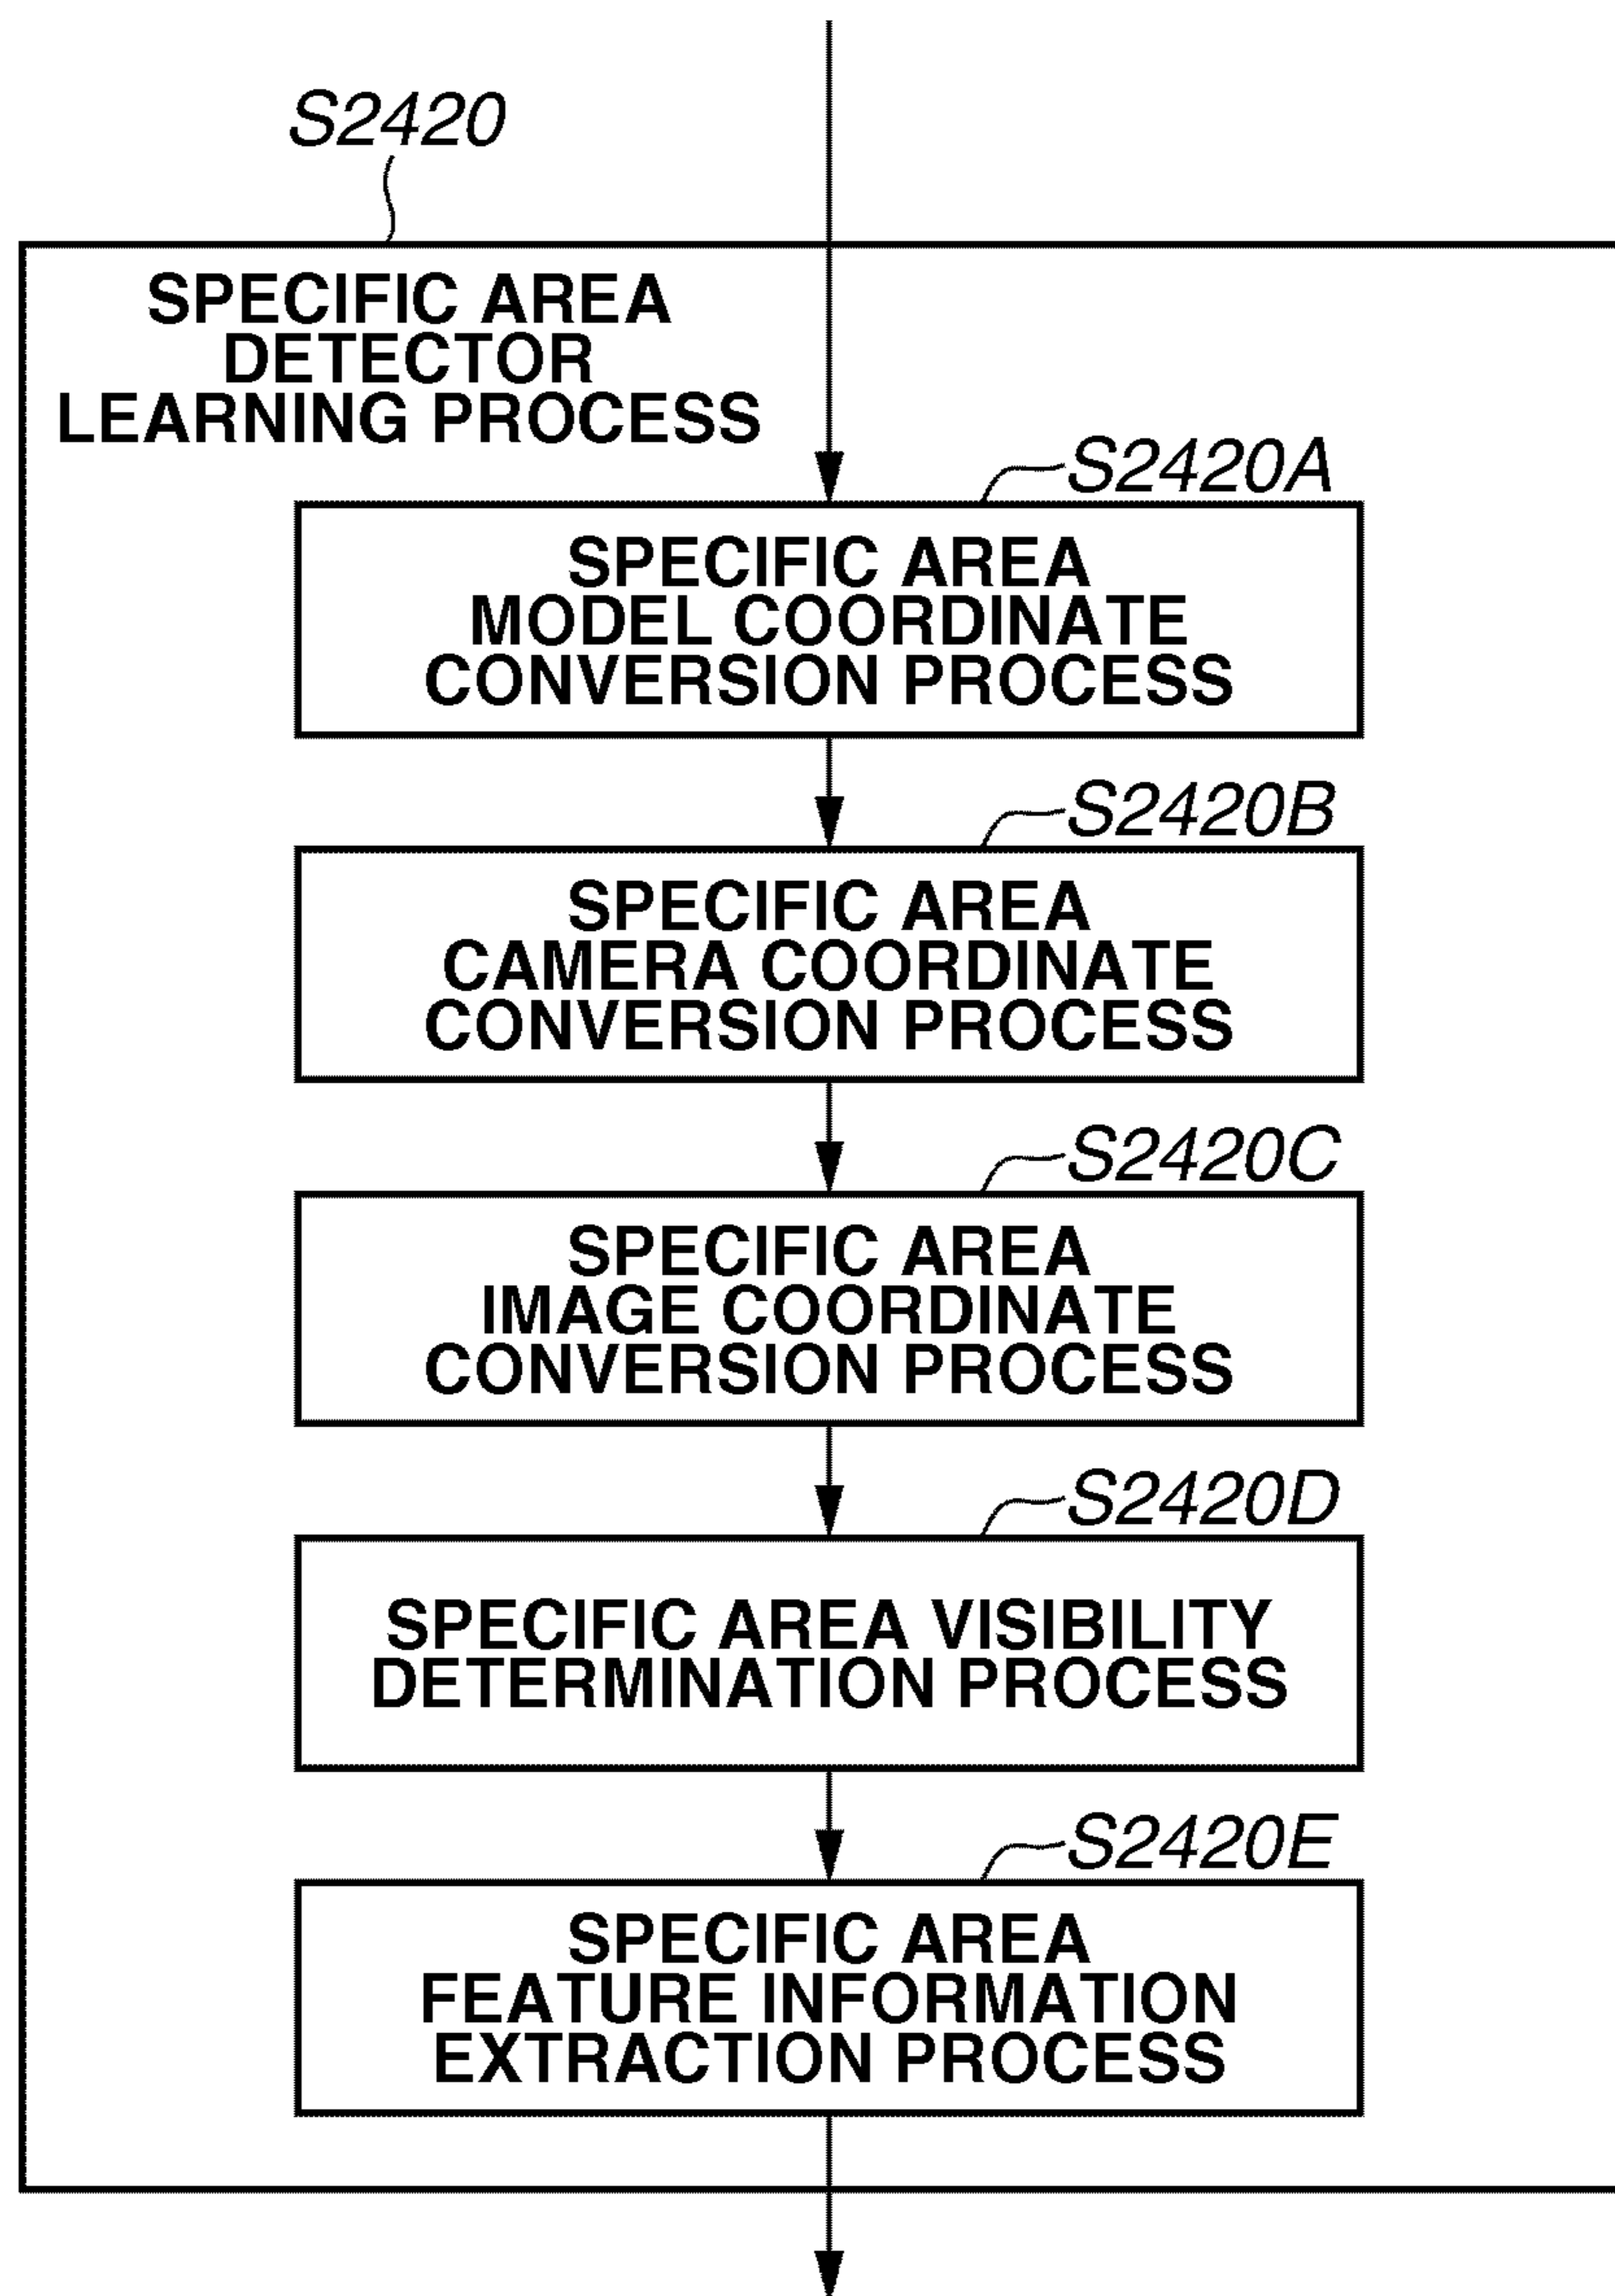 S2420
SPECIFIC AREA
DETECTOR
LEARNING PROCESS
S2420A
SPECIFIC AREA
MODEL COORDINATE
CONVERSION PROCESS
S2420B
SPECIFIC AREA
CAMERA COORDINATE
CONVERSION PROCESS
S2420C
SPECIFIC AREA
IMAGE COORDINATE
CONVERSION PROCESS
S2420D
SPECIFIC AREA VISIBILITY
DETERMINATION PROCESS
S2420E
SPECIFIC AREA
FEATURE INFORMATION
EXTRACTION PROCESS